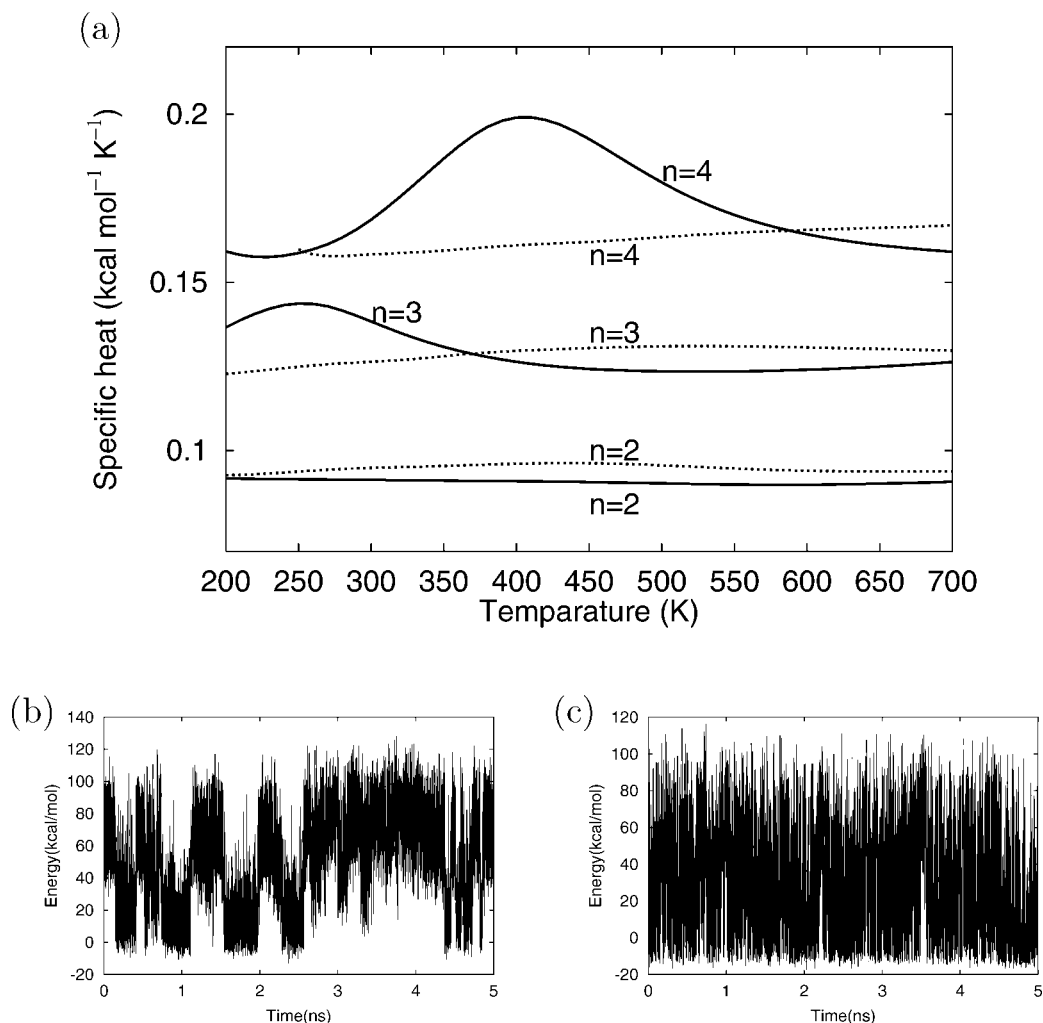 (a)
Specific heat (kcal mol⁻¹ K⁻¹)
0.2
0.15
0.1
n=4
n=4
n=3
n=3
n=2
n=2
200 250 300 350 400 450 500 550 600 650 700
Temparature (K)
(b)
Energy(kcal/mol)
140
120
100
80
60
40
20
0
-20
0 1 2 3 4 5
Time(ns)
(c)
Energy(kcal/mol)
120
100
80
60
40
20
0
-20
0 1 2 3 4 5
Time(ns)